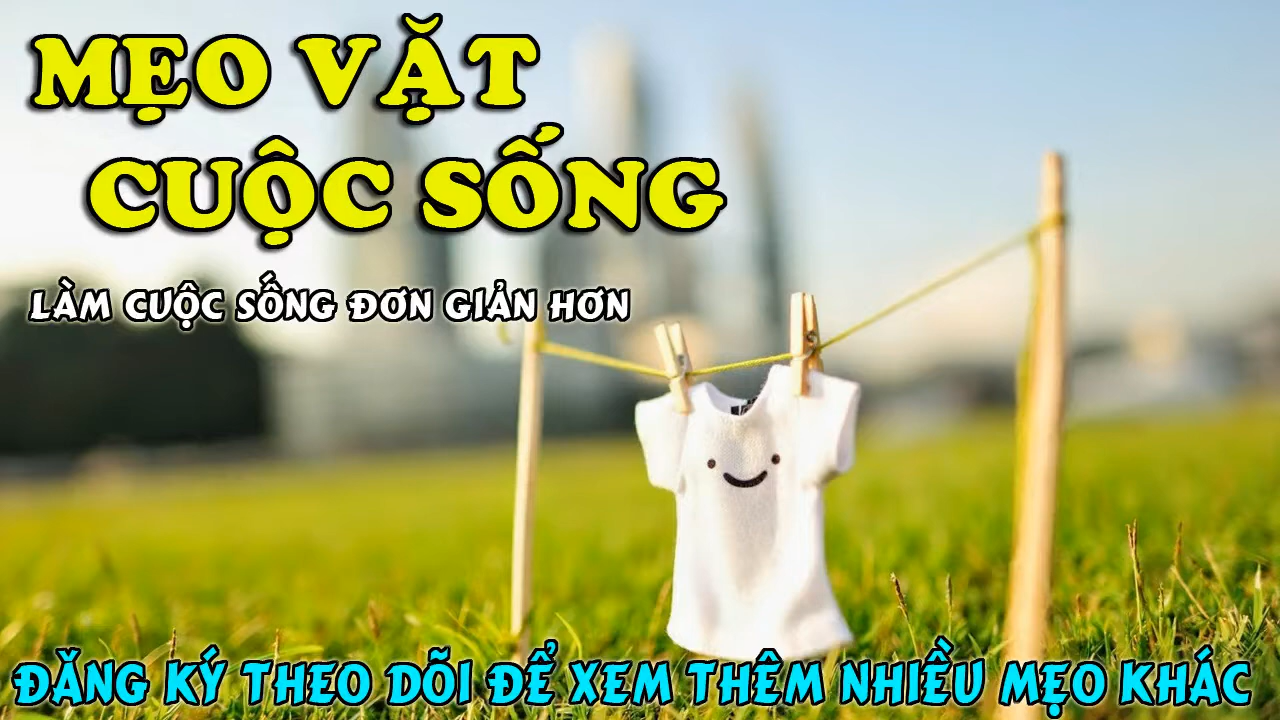 MẸO VẶT
CUỘC SỐNG
LÀM CUỘC SỐNG ĐƠN GIẢN HƠN
ĐĂNG KÝ THEO DÕI ĐỂ XEM THÊM NHIỀU MẸO KHÁC